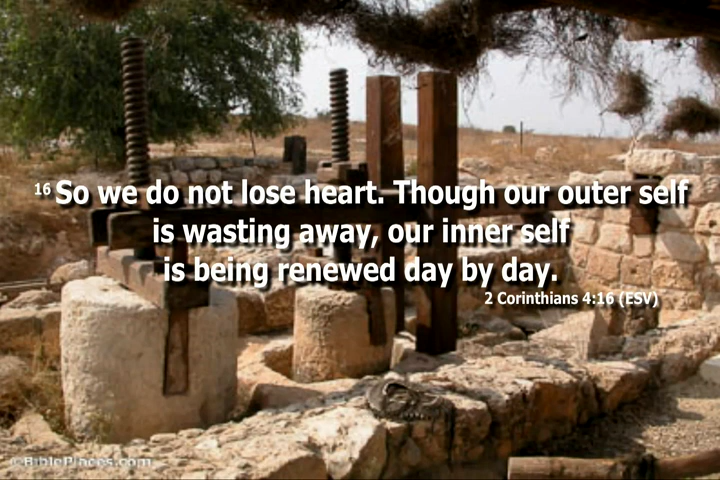 16 So we do not lose heart. Though our outer self
is wasting away, our inner self
is being renewed day by day.
2 Corinthians 4:16 (ESV)
©BiblePlaces.com